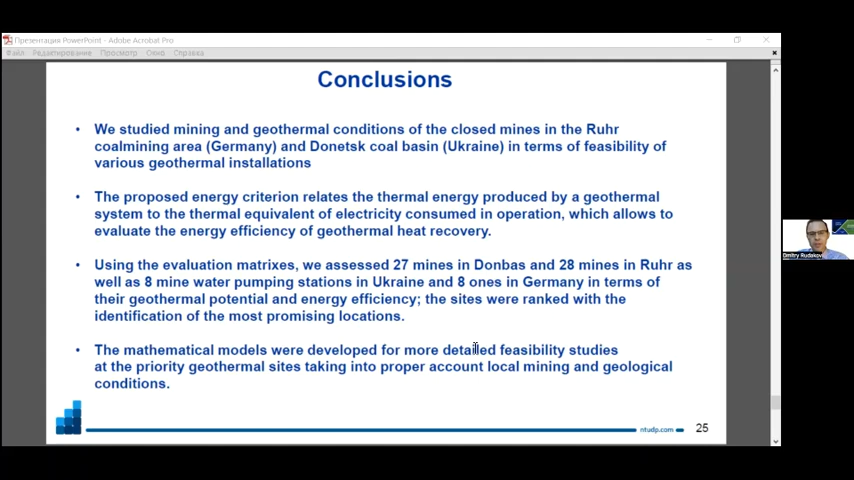 Презентация PowerPoint - Adobe Acrobat Pro
Файл Редактирование Просмотр Окно Справка
Conclusions
• We studied mining and geothermal conditions of the closed mines in the Ruhr
coalmining area (Germany) and Donetsk coal basin (Ukraine) in terms of feasibility of
various geothermal installations
• The proposed energy criterion relates the thermal energy produced by a geothermal
system to the thermal equivalent of electricity consumed in operation, which allows to
evaluate the energy efficiency of geothermal heat recovery.
• Using the evaluation matrixes, we assessed 27 mines in Donbas and 28 mines in Ruhr as
well as 8 mine water pumping stations in Ukraine and 8 ones in Germany in terms of
their geothermal potential and energy efficiency; the sites were ranked with the
identification of the most promising locations.
• The mathematical models were developed for more detailed feasibility studies
at the priority geothermal sites taking into proper account local mining and geological
conditions.
ntudp.com
25
Dmitry Rudakov